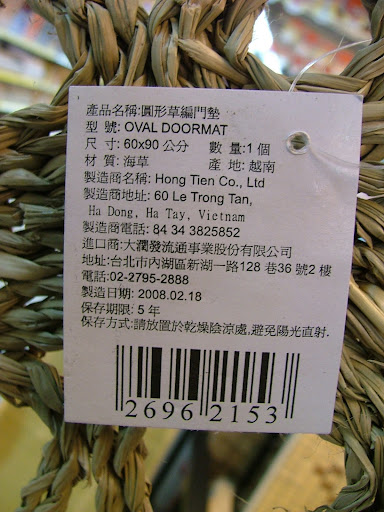 產品名稱:圓形草編門墊
型 號: OVAL DOORMAT
尺 寸: 60x90 公分 數 量:1 個
材 質: 海草 產 地: 越南
製造商名稱: Hong Tien Co., Ltd
製造商地址: 60 Le Trong Tan,
Ha Dong, Ha Tay, Vietnam
製造商電話: 84 34 3825852
進口商:大潤發流通事業股份有限公司
地址:台北市內湖區新湖一路128 巷36 號2 樓
電話:02-2795-2888
製造日期: 2008.02.18
保存期限: 5 年
保存方式:請放置於乾燥陰涼處,避免陽光直射.
2696 2153